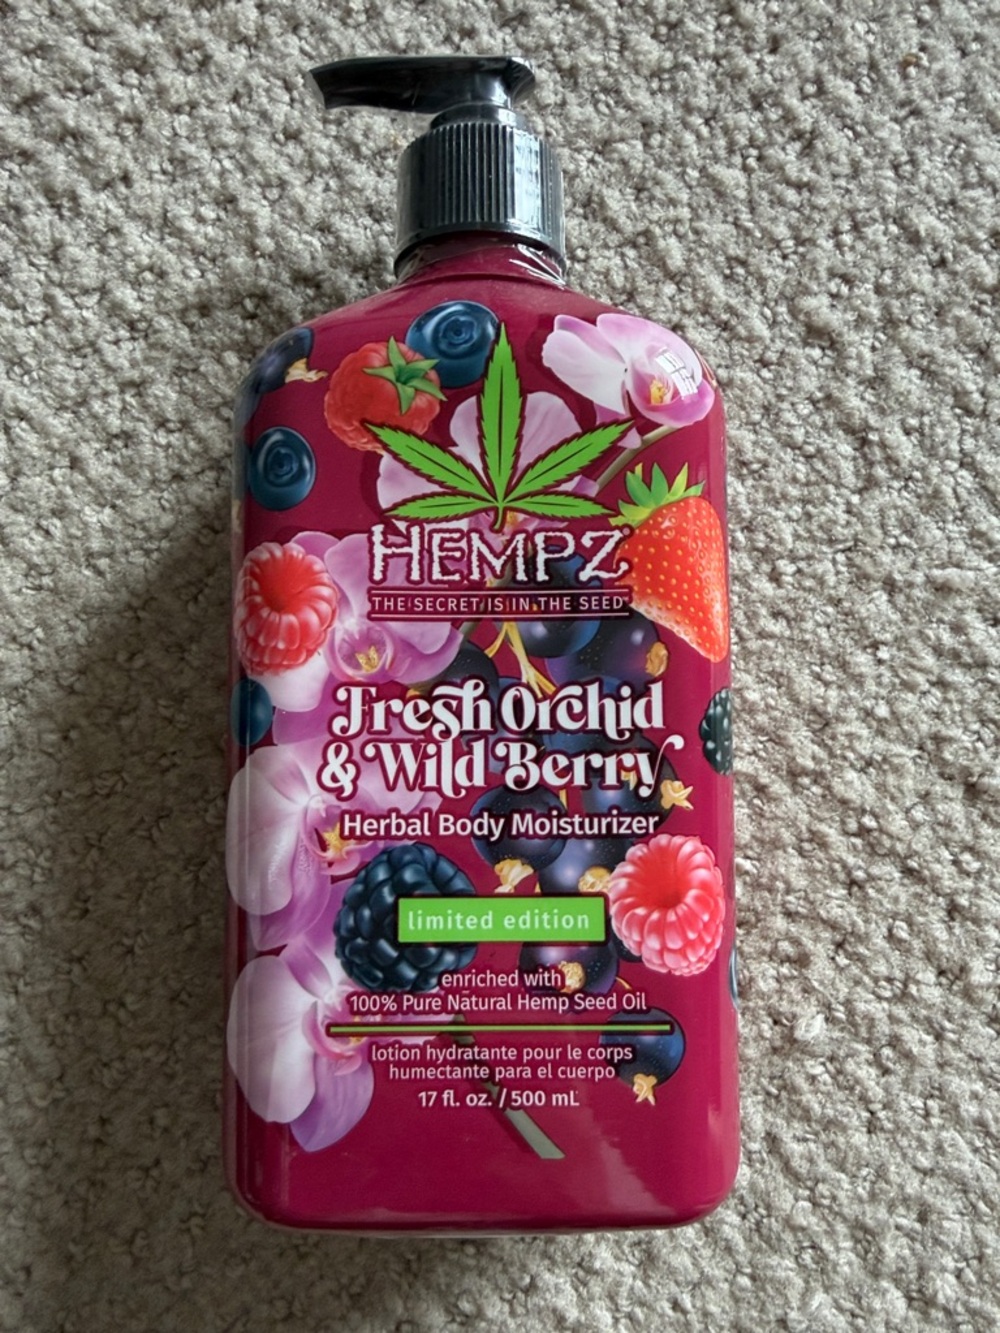 HEMPZ
THE SECRET IS IN THE SEED
Fresh Orchid
& Wild Berry
Herbal Body Moisturizer
limited edition
enriched with
100% Pure Natural Hemp Seed Oil
lotion hydratante pour le corps
humectante para el cuerpo
17 fl. oz. / 500 mL